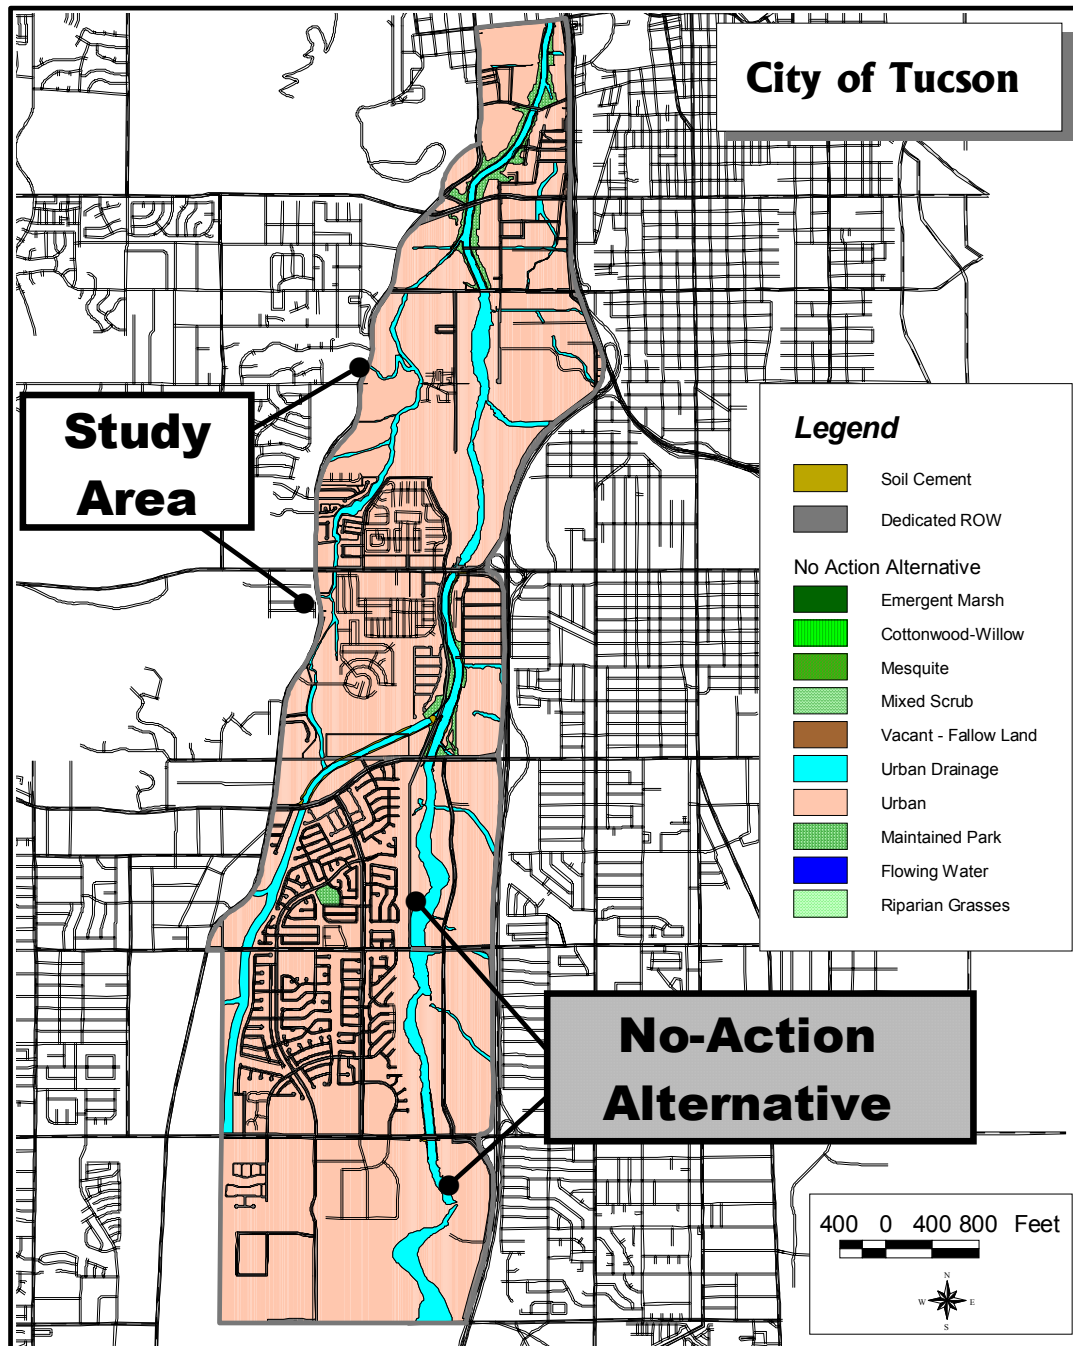 City of Tucson
Study
Area
Legend
Soil Cement
Dedicated ROW
No Action Alternative
Emergent Marsh
Cottonwood-Willow
Mesquite
Mixed Scrub
Vacant - Fallow Land
Urban Drainage
Urban
Maintained Park
Flowing Water
Riparian Grasses
No-Action
Alternative
400 0 400 800 Feet
N
W E
S